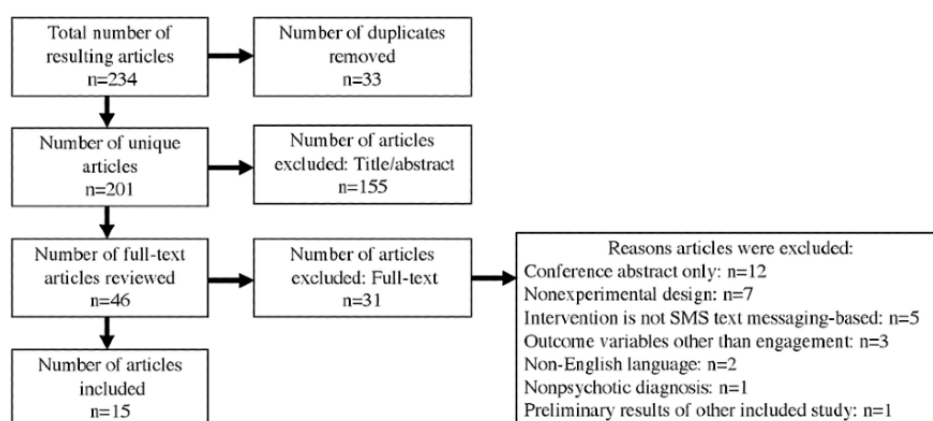 Total number of
resulting articles
n=234
Number of duplicates
removed
n=33
Number of unique
articles
n=201
Number of articles
excluded: Title/abstract
n=155
Number of full-text
articles reviewed
n=46
Number of articles
excluded: Full-text
n=31
Reasons articles were excluded:
Conference abstract only: n=12
Nonexperimental design: n=7
Intervention is not SMS text messaging-based: n=5
Outcome variables other than engagement: n=3
Non-English language: n=2
Nonpsychotic diagnosis: n=1
Preliminary results of other included study: n=1
Number of articles
included
n=15